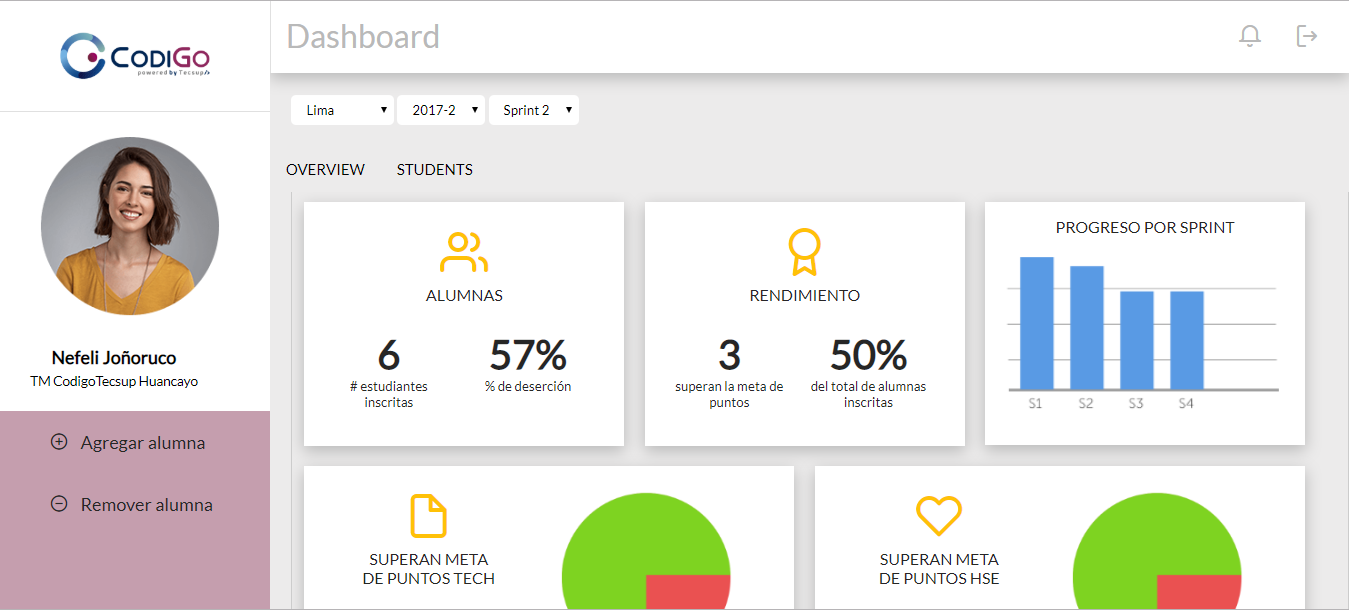 CODIGO
powered by Tecsup/>
Dashboard
Lima
2017-2
Sprint 2
Nefeli Joñoruco
TM CodigoTecsup Huancayo
Agregar alumna
Remover alumna
OVERVIEW
STUDENTS
ALUMNAS
6
# estudiantes
inscritas
57%
% de deserción
RENDIMIENTO
3
superan la meta de
puntos
50%
del total de alumnas
inscritas
PROGRESO POR SPRINT
S1
S2
S3
S4
SUPERAN META
DE PUNTOS TECH
SUPERAN META
DE PUNTOS HSE